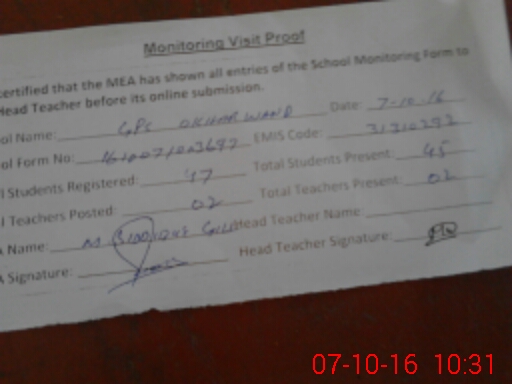 Monitoring Visit Proof
certified that the MEA has shown all entries of the School Monitoring Form to
Head Teacher before its online submission.
ool Name: GPS WAND Date: 7-10-16
ol Form No: EMIS Code:
l Students Registered: 47 Total Students Present: 45
l Teachers Posted: 02 Total Teachers Present: 02
A Name: M Head Teacher Name:
A Signature: Head Teacher Signature:
07-10-16 10:31